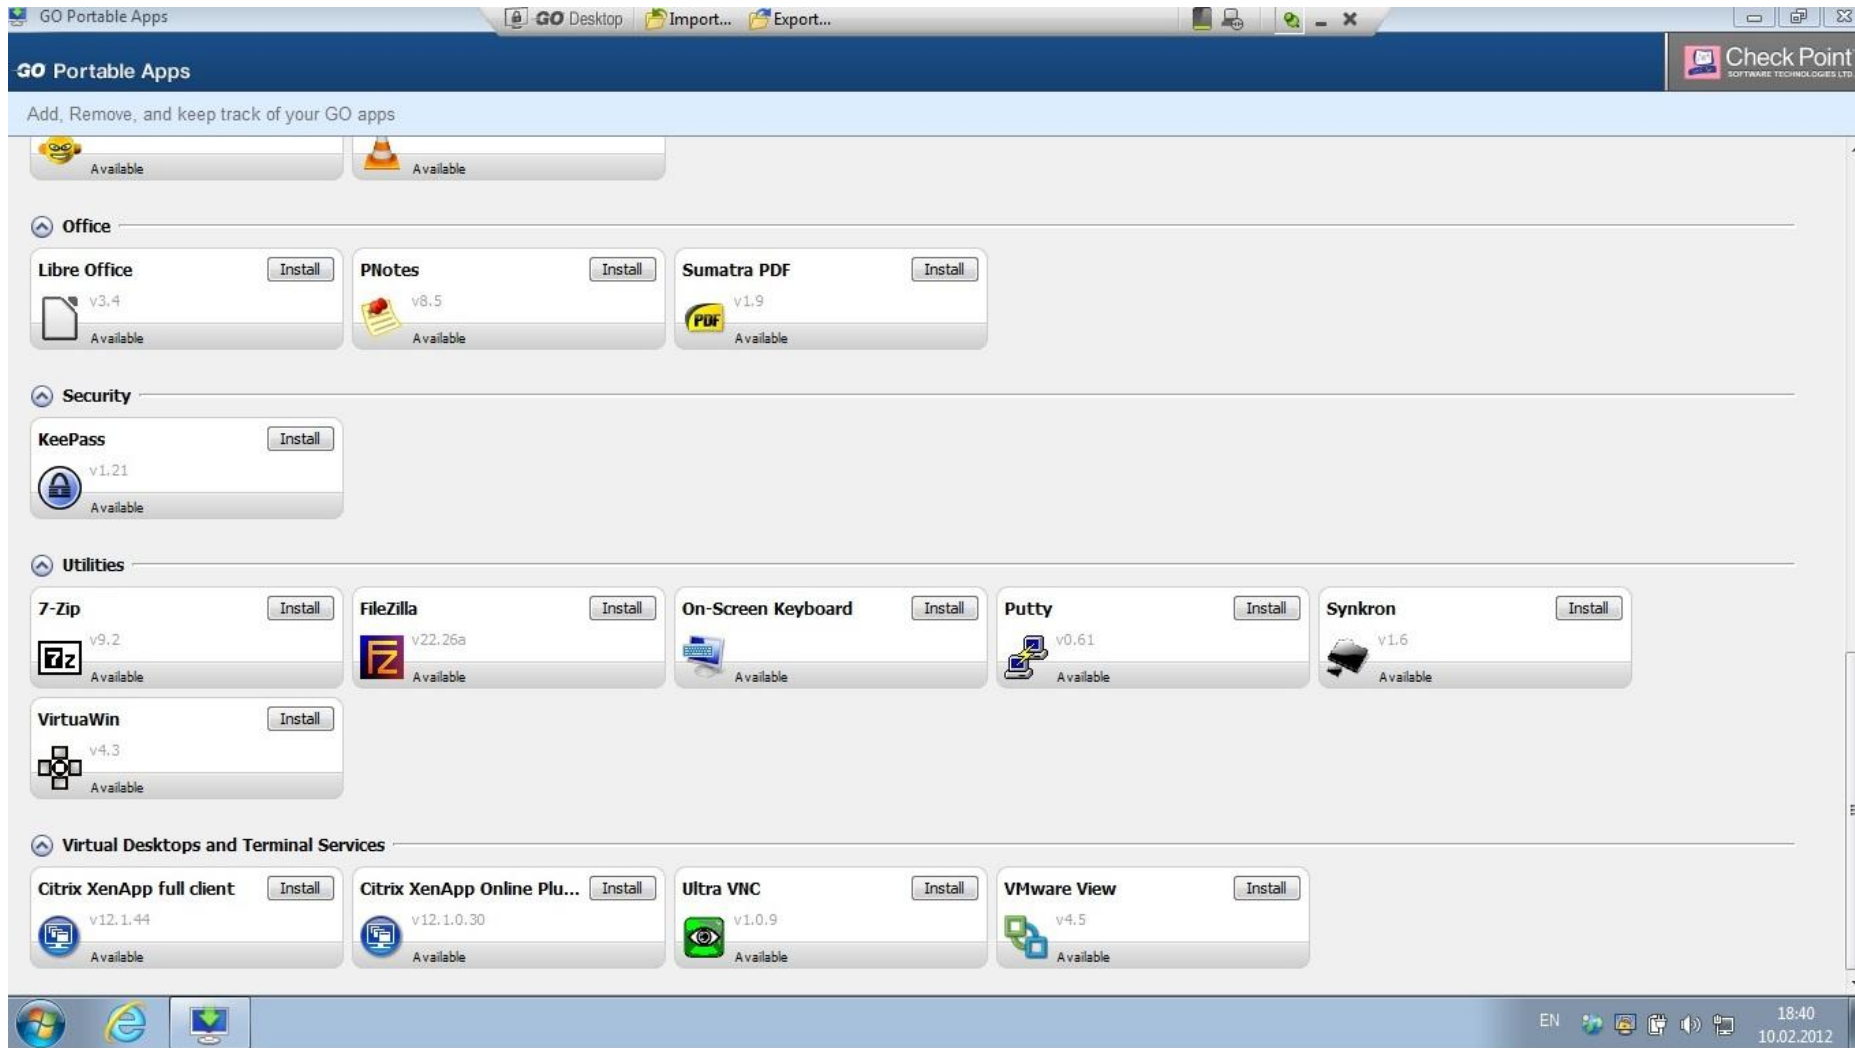 GO Portable Apps
GO Desktop Import... Export...
GO Portable Apps
Check Point
SOFTWARE TECHNOLOGIES LTD.
Add, Remove, and keep track of your GO apps
Available Available
Office
Libre Office Install PNotes Install Sumatra PDF Install
v3.4 v8.5 v1.9
PDF
Available Available Available
Security
KeePass Install
v1.21
Available
Utilities
7-Zip Install FileZilla Install On-Screen Keyboard Install Putty Install Synkron Install
v9.2 v22.26a v0.61 v1.6
7z FZ
Available Available Available Available Available
VirtuaWin Install
v4.3
Available
Virtual Desktops and Terminal Services
Citrix XenApp full client Install Citrix XenApp Online Plu... Install Ultra VNC Install VMware View Install
v12.1.44 v12.1.0.30 v1.0.9 v4.5
Available Available Available Available
EN 18:40
10.02.2012